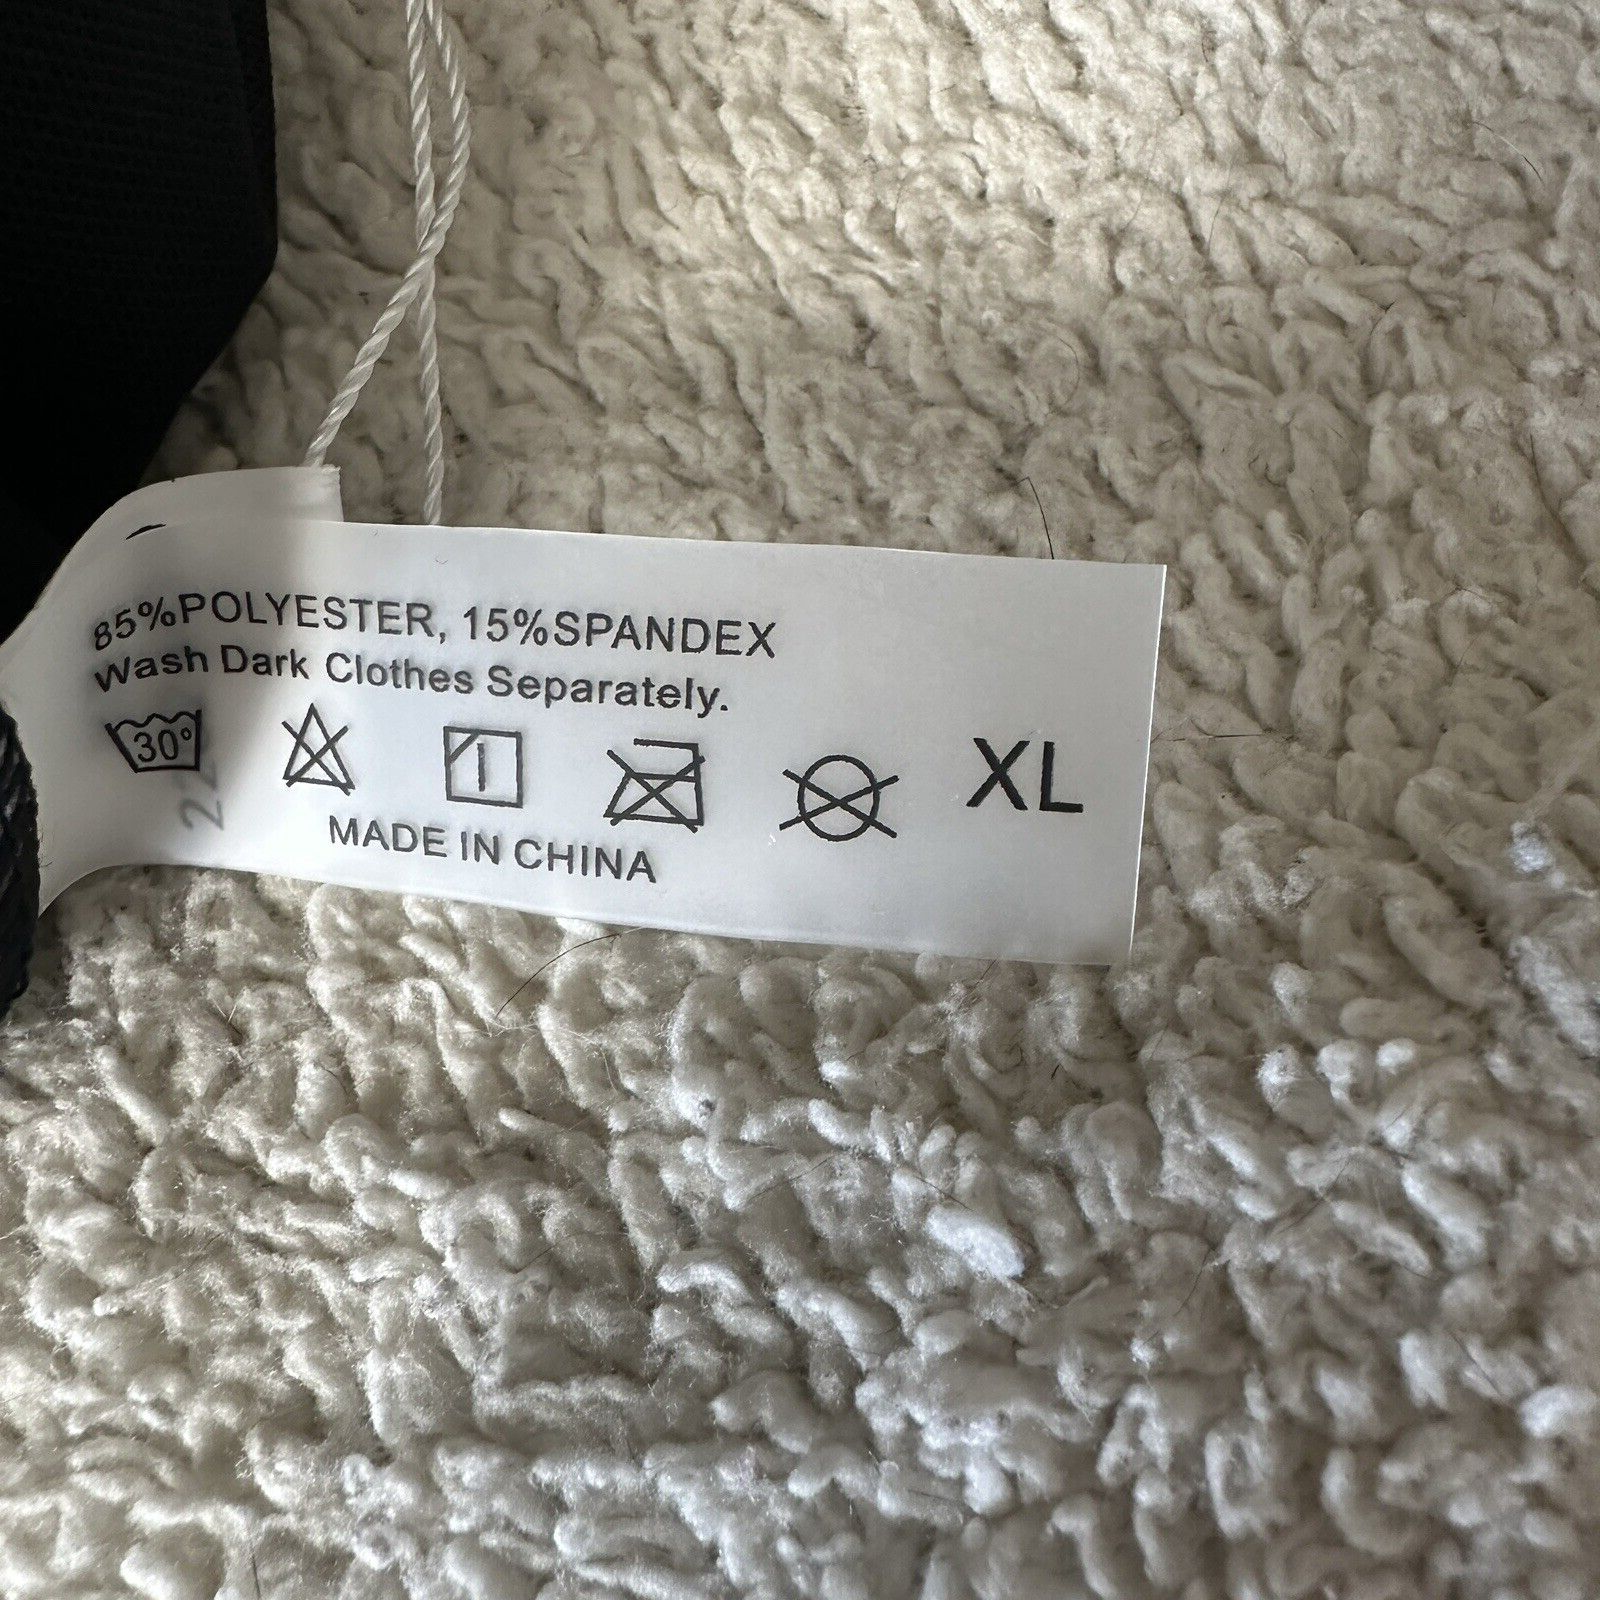 85%POLYESTER, 15%SPANDEX
Wash Dark Clothes Separately.
30°
XL
MADE IN CHINA